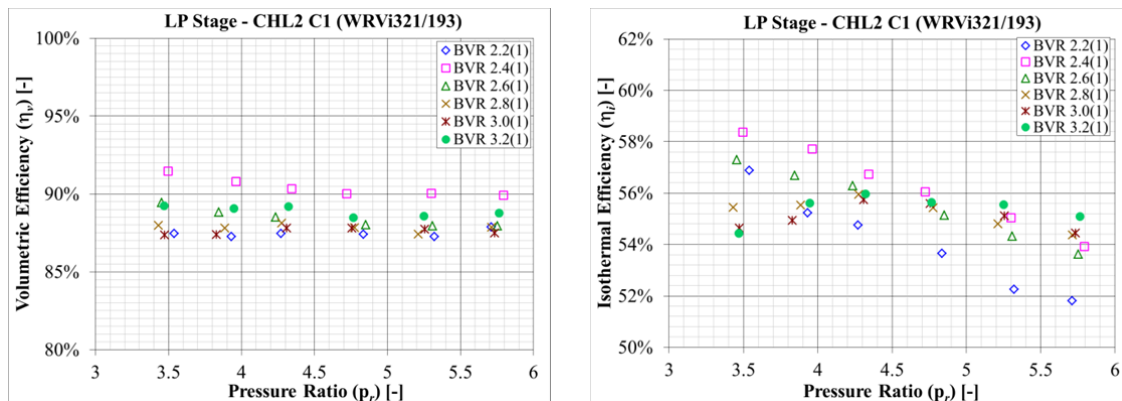 LP Stage - CHL2 C1 (WRVi321/193)
Volumetric Efficiency (ηv) [-]
100%
95%
90%
85%
80%
BVR 2.2(1)
BVR 2.4(1)
BVR 2.6(1)
BVR 2.8(1)
BVR 3.0(1)
BVR 3.2(1)
3 3.5 4 4.5 5 5.5 6
Pressure Ratio (pr) [-]
LP Stage - CHL2 C1 (WRVi321/193)
Isothermal Efficiency (ηi) [-]
62%
60%
58%
56%
54%
52%
50%
BVR 2.2(1)
BVR 2.4(1)
BVR 2.6(1)
BVR 2.8(1)
BVR 3.0(1)
BVR 3.2(1)
3 3.5 4 4.5 5 5.5 6
Pressure Ratio (pr) [-]